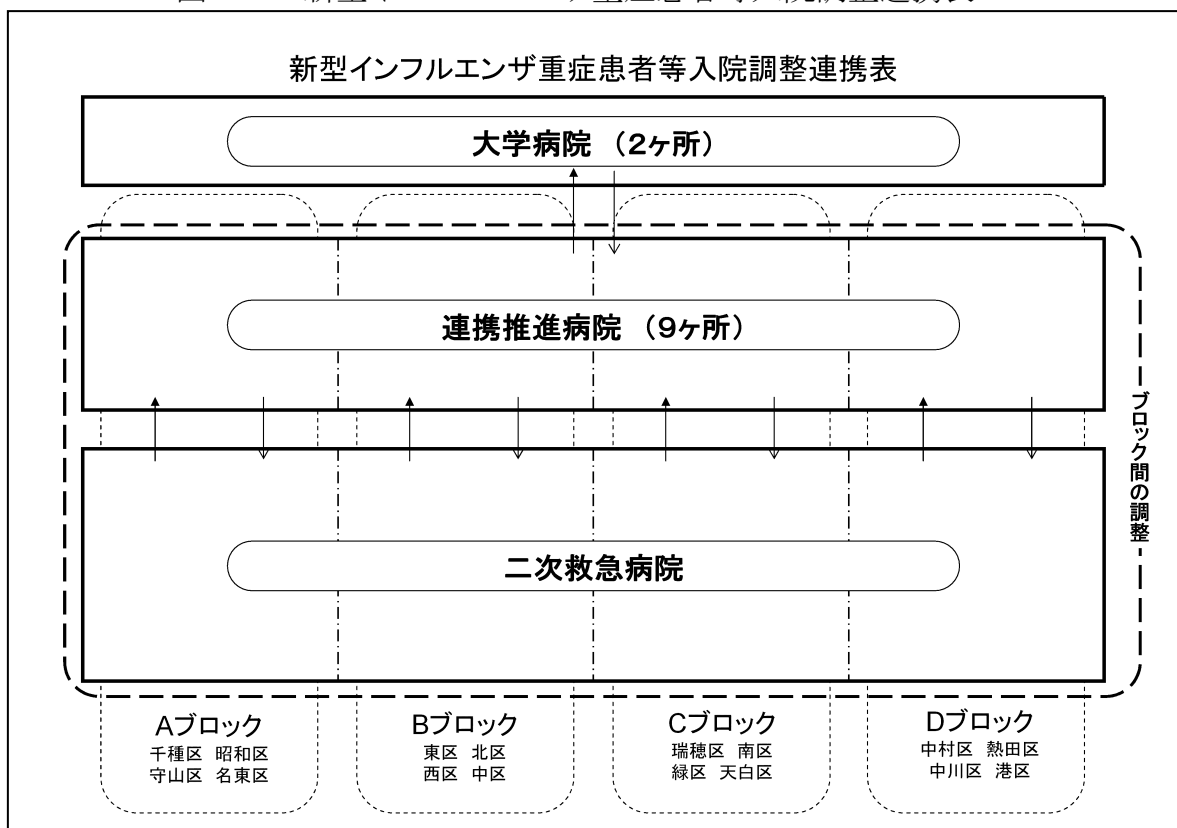 新型インフルエンザ重症患者等入院調整連携表
大学病院 （2ヶ所）
連携推進病院 （9ヶ所）
ブロック間の調整
二次救急病院
Aブロック
千種区 昭和区
守山区 名東区
Bブロック
東区 北区
西区 中区
Cブロック
瑞穂区 南区
緑区 天白区
Dブロック
中村区 熱田区
中川区 港区